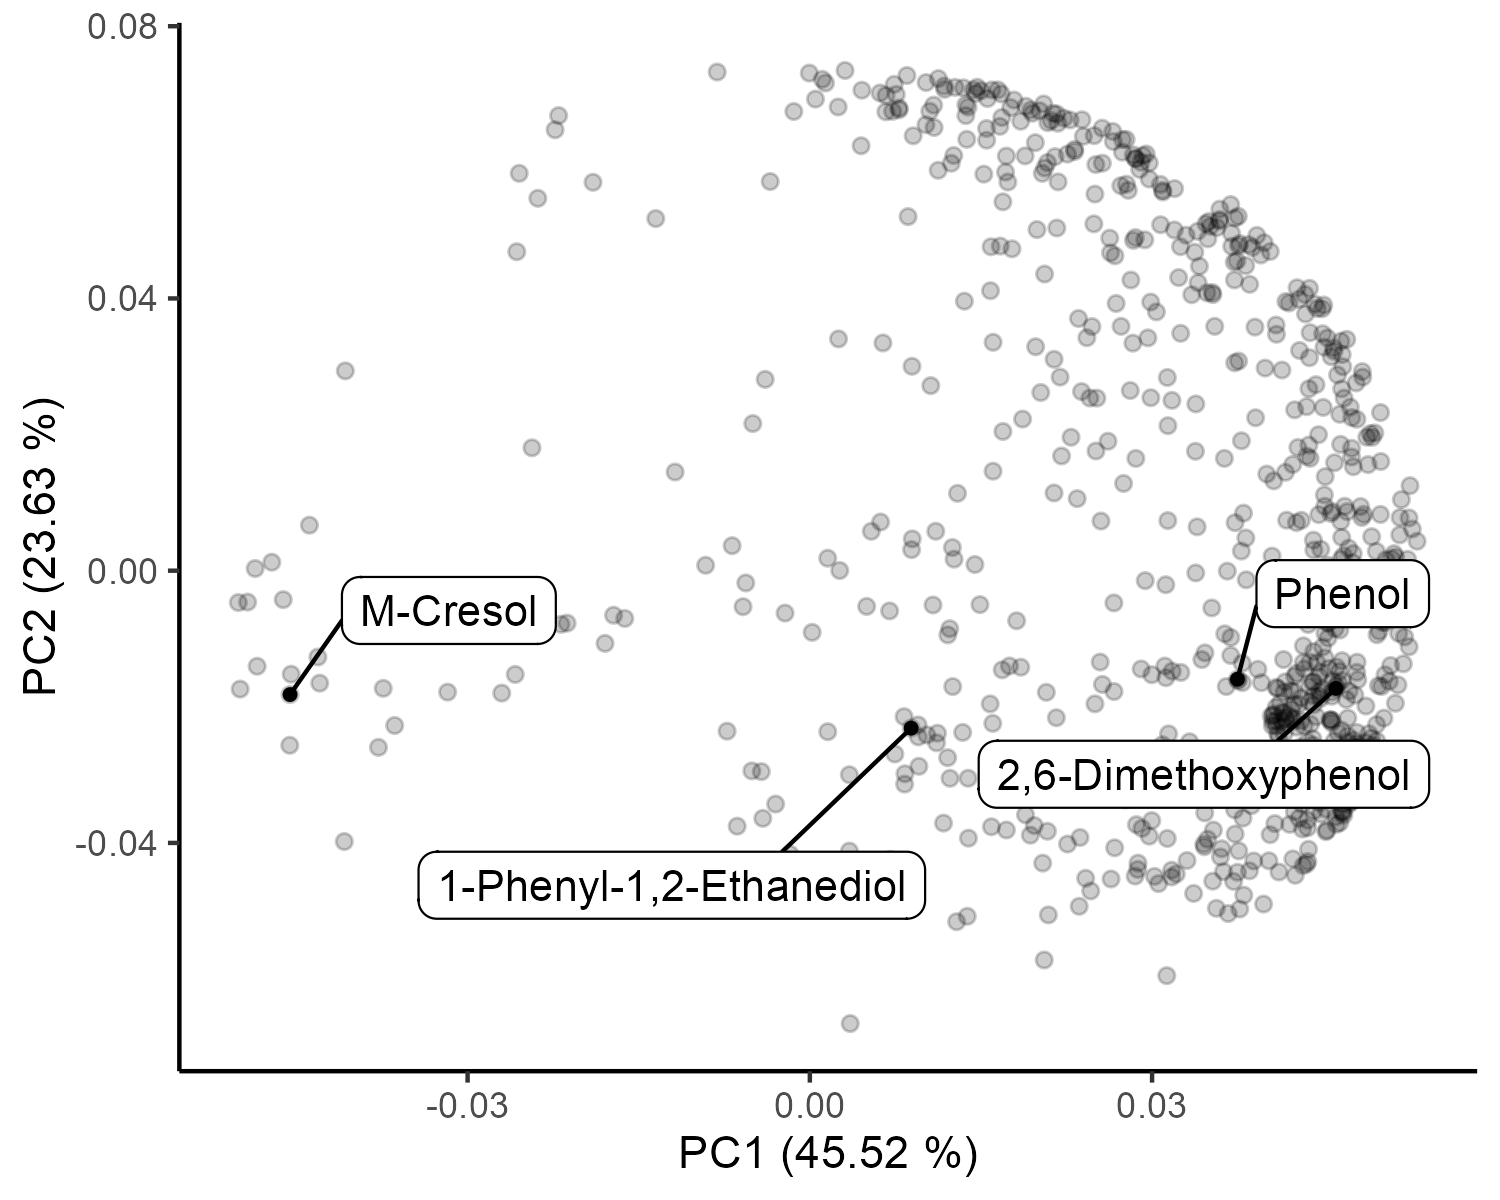 0.08
0.04
0.00
-0.04
PC2 (23.63 %)
M-Cresol
Phenol
2,6-Dimethoxyphenol
1-Phenyl-1,2-Ethanediol
-0.03
0.00
0.03
PC1 (45.52 %)